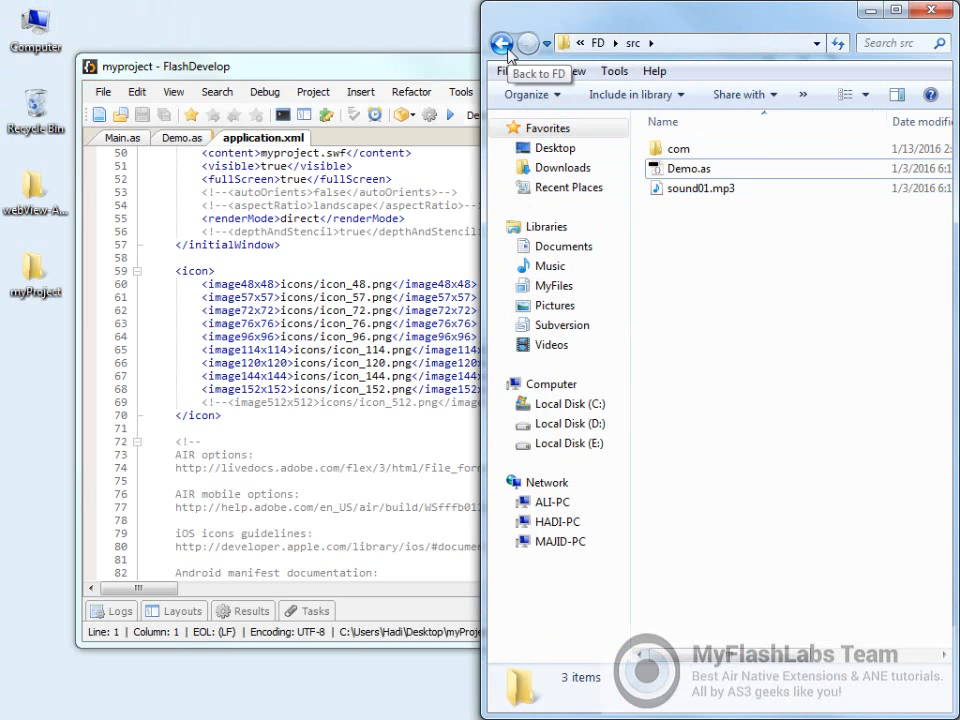 Computer
Recycle Bin
webView-A...
myProject
myproject - FlashDevelop
File Edit View Search Debug Project Insert Refactor Tools
De
Main.as Demo.as application.xml
50 <content>myproject.swf</content>
51 <visible>true</visible>
52 <fullScreen>true</fullScreen>
53 <!--<autoOrients>false</autoOrients>-->
54 <!--<aspectRatio>landscape</aspectRatio>--
55 <renderMode>direct</renderMode>
56 <!--<depthAndStencil>true</depthAndStencil
57 </initialWindow>
58
59 <icon>
60 <image48x48>icons/icon_48.png</image48x48>
61 <image57x57>icons/icon_57.png</image57x57>
62 <image72x72>icons/icon_72.png</image72x72>
63 <image76x76>icons/icon_76.png</image76x76>
64 <image96x96>icons/icon_96.png</image96x96>
65 <image114x114>icons/icon_114.png</image114
66 <image120x120>icons/icon_120.png</image120
67 <image144x144>icons/icon_144.png</image144
68 <image152x152>icons/icon_152.png</image152
69 <!--<image512x512>icons/icon_512.png</image
70 </icon>
71
72 <!--
73 AIR options:
74 http://livedocs.adobe.com/flex/3/html/File_for
75
76 AIR mobile options:
77 http://help.adobe.com/en_US/air/build/WSfffb01
78
79 iOS icons guidelines:
80 http://developer.apple.com/library/ios/#docume
81
82 Android manifest documentation:
Logs Layouts Results Tasks
Line: 1 | Column: 1 | EOL: (LF) | Encoding: UTF-8 | C:\Users\Hadi\Desktop\myProj
« FD src
Search src
Back to FD
Tools Help
Organize Include in library Share with »
Favorites
Desktop
Downloads
Recent Places
Libraries
Documents
Music
MyFiles
Pictures
Subversion
Videos
Computer
Local Disk (C:)
Local Disk (D:)
Local Disk (E:)
Network
ALI-PC
HADI-PC
MAJID-PC
Name Date modifi
com 1/13/2016 2:
Demo.as 1/3/2016 6:1
sound01.mp3 1/3/2016 6:1
3 items
MyFlashLabs Team
Best Air Native Extensions & ANE tutorials.
All by AS3 geeks like you!